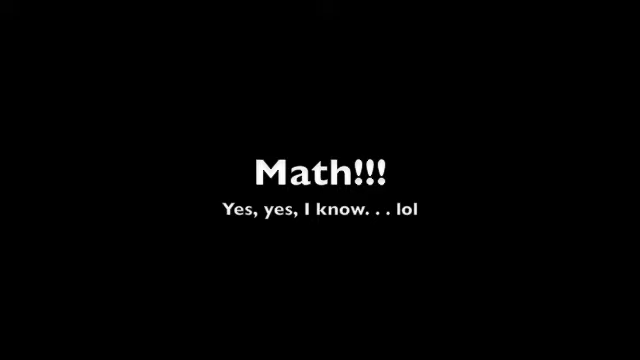 Math!!!
Yes, yes, I know. . . lol